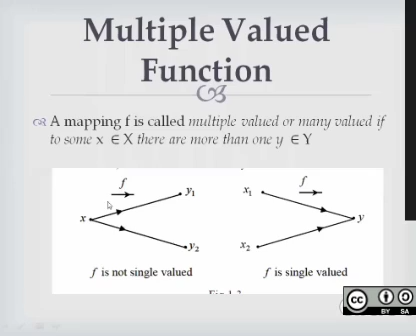 Multiple Valued
Function
A mapping f is called multiple valued or many valued if
to some x ∈ X there are more than one y ∈ Y
f
x
y₁
y₂
f is not single valued
f
x₁
x₂
y
f is single valued
cc
BY SA